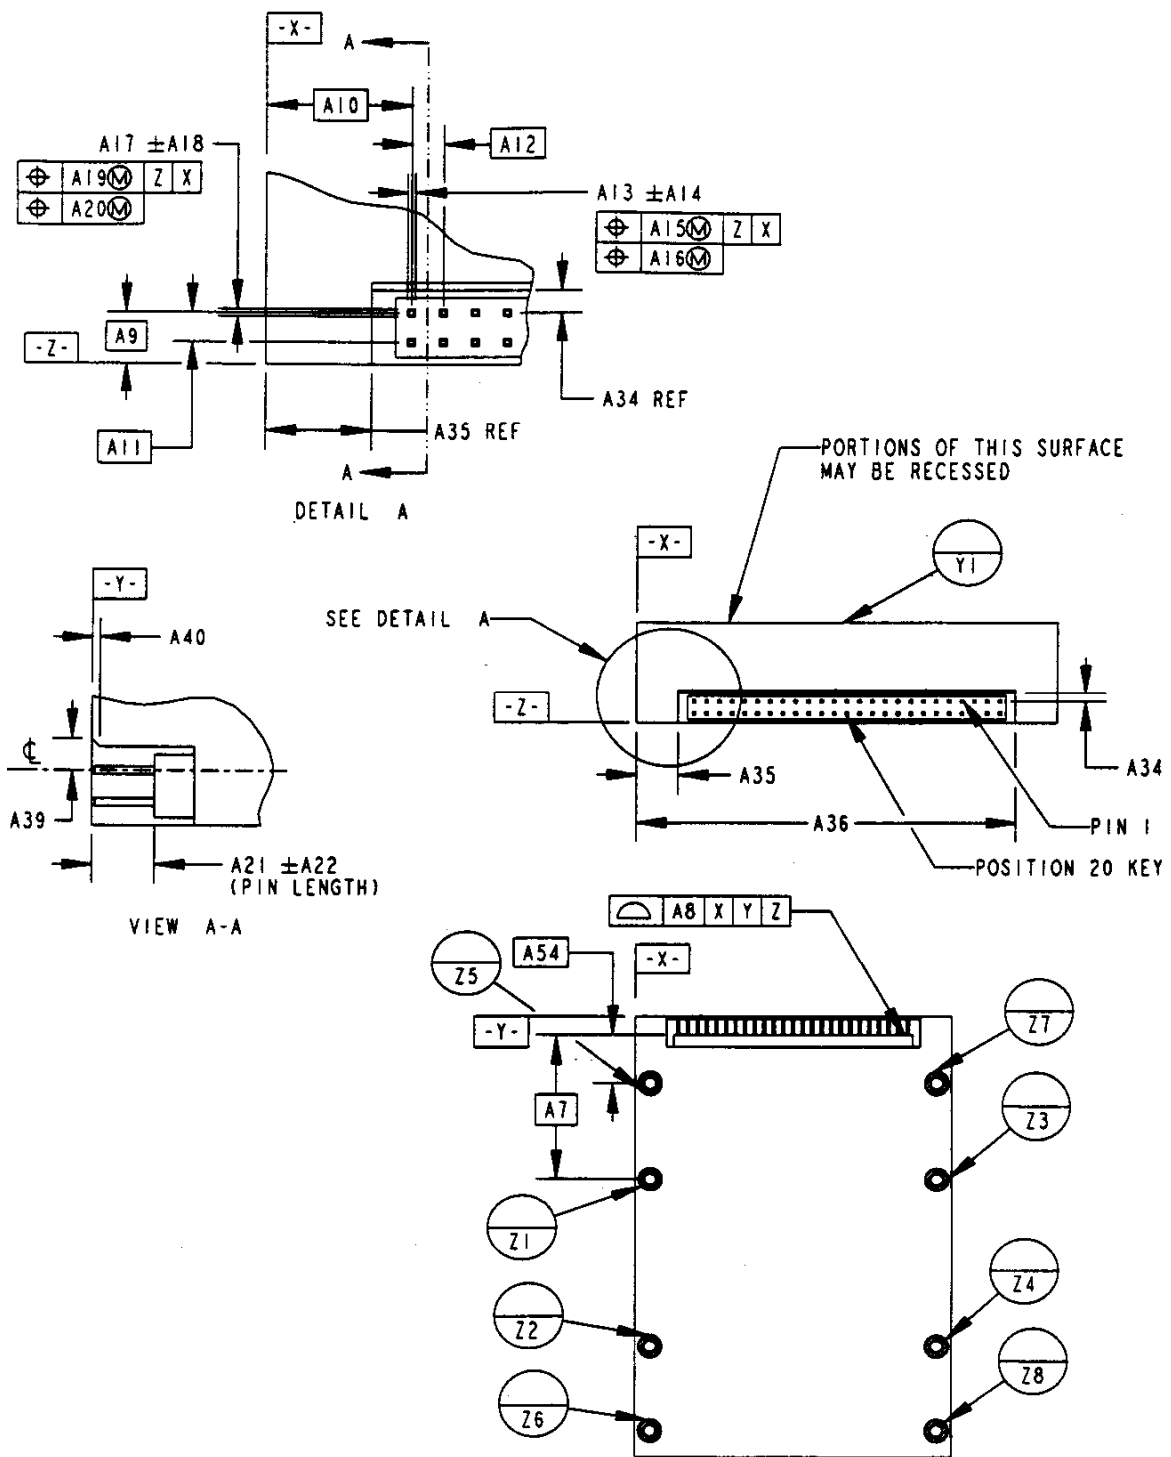 -X-
A
A10
A17 ±A18
A12
⌖ A19Ⓜ Z X
⌖ A20Ⓜ
A13 ±A14
⌖ A15Ⓜ Z X
⌖ A16Ⓜ
A9
-Z-
A34 REF
A11
A35 REF
A
DETAIL A
PORTIONS OF THIS SURFACE
MAY BE RECESSED
-X-
Y1
-Y-
A40
SEE DETAIL A
-Z-
℄
A39
A35
A34
A36
PIN 1
A21 ±A22
(PIN LENGTH)
POSITION 20 KEY
VIEW A-A
⌓ A8 X Y Z
A54
-X-
Z5
-Y-
Z7
A7
Z3
Z1
Z4
Z2
Z8
Z6